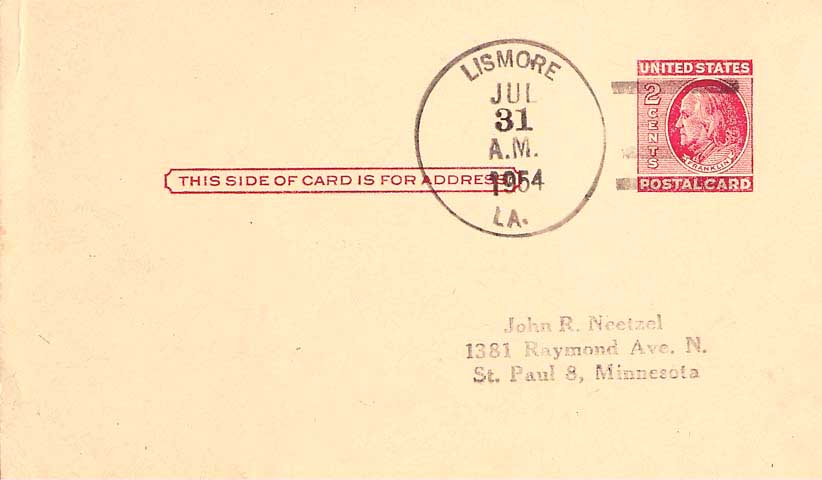 LISMORE
JUL
31
A.M.
1954
LA.
UNITED STATES
2 CENTS
FRANKLIN
POSTAL CARD
THIS SIDE OF CARD IS FOR ADDRESS
John R. Neetzel
1381 Raymond Ave. N.
St. Paul 8, Minnesota